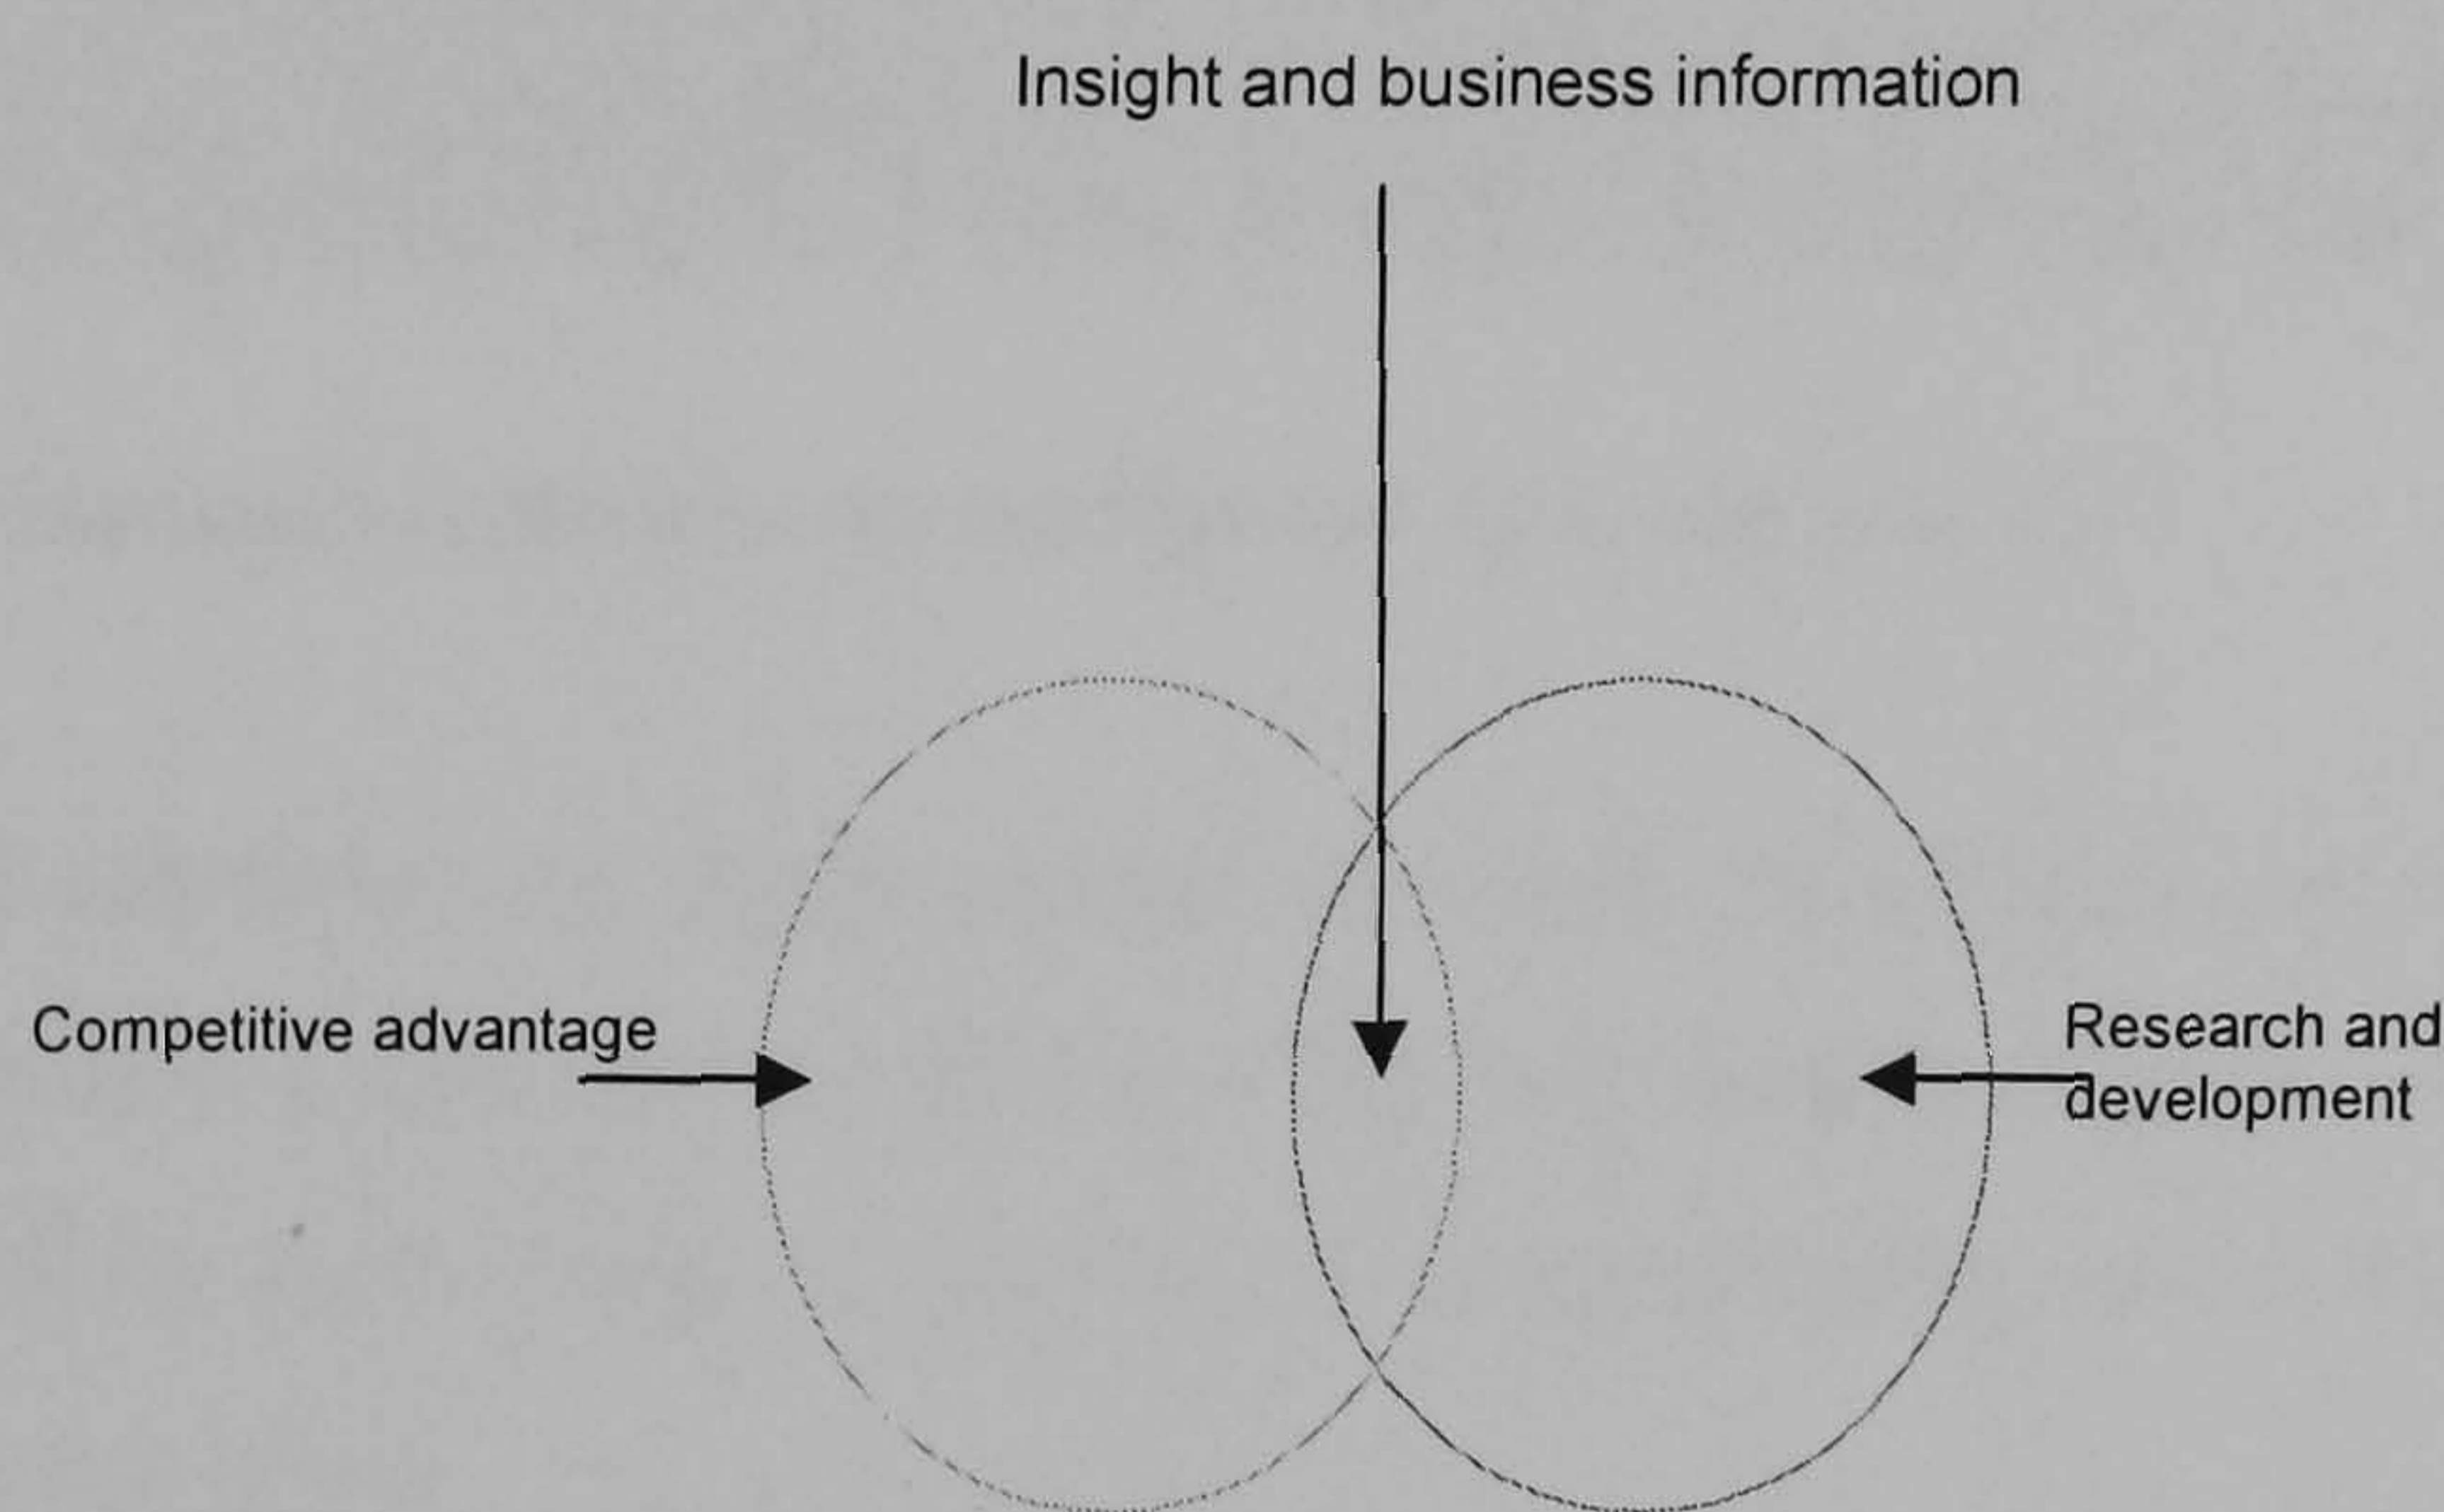 Insight and business information
Competitive advantage
Research and
development